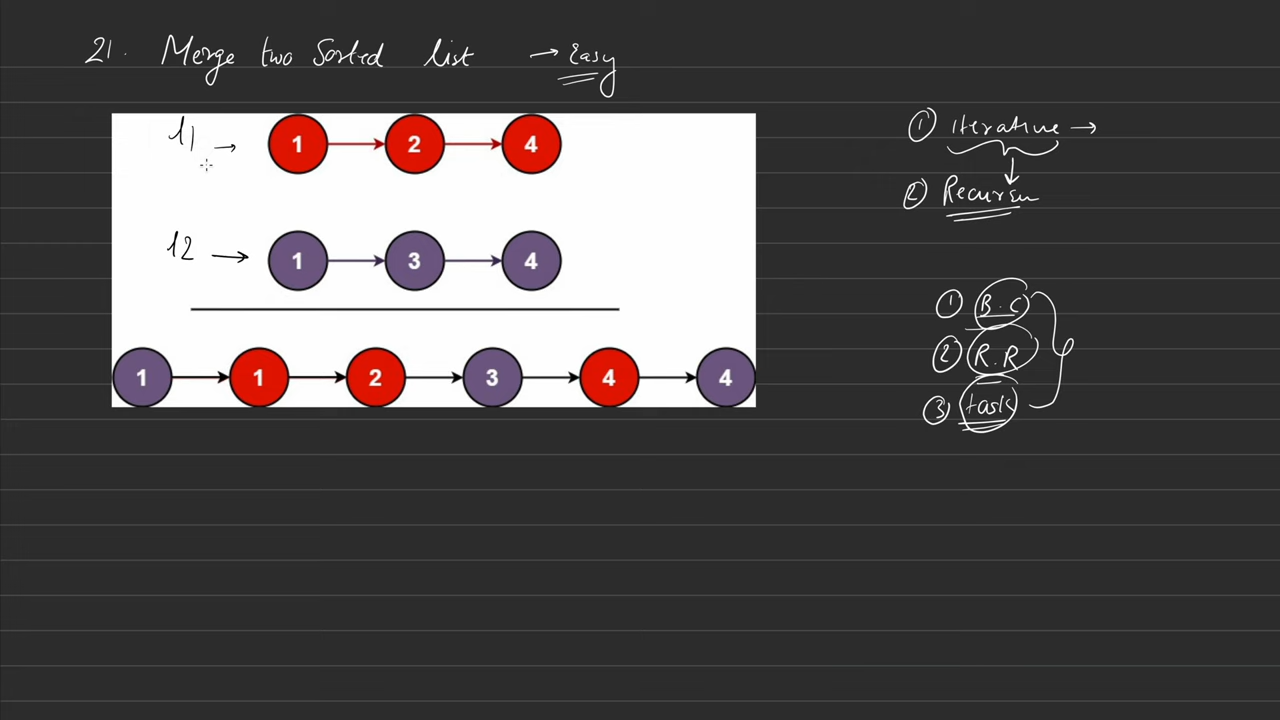 21. Merge two Sorted list → Easy
l1 → 1 2 4
l2 → 1 3 4
1 1 2 3 4 4
① Iterative →
② Recursn
① B.C
② R.R
③ task